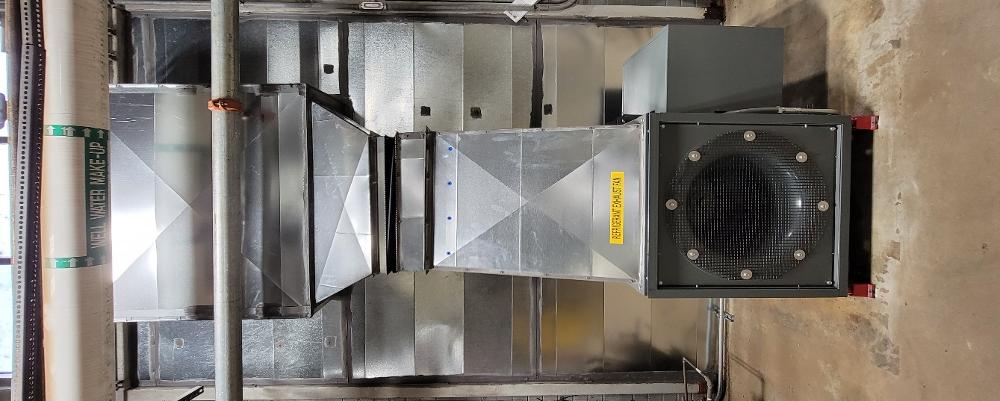 WELL WATER MAKE-UP
REFRIGERANT EXHAUST FAN